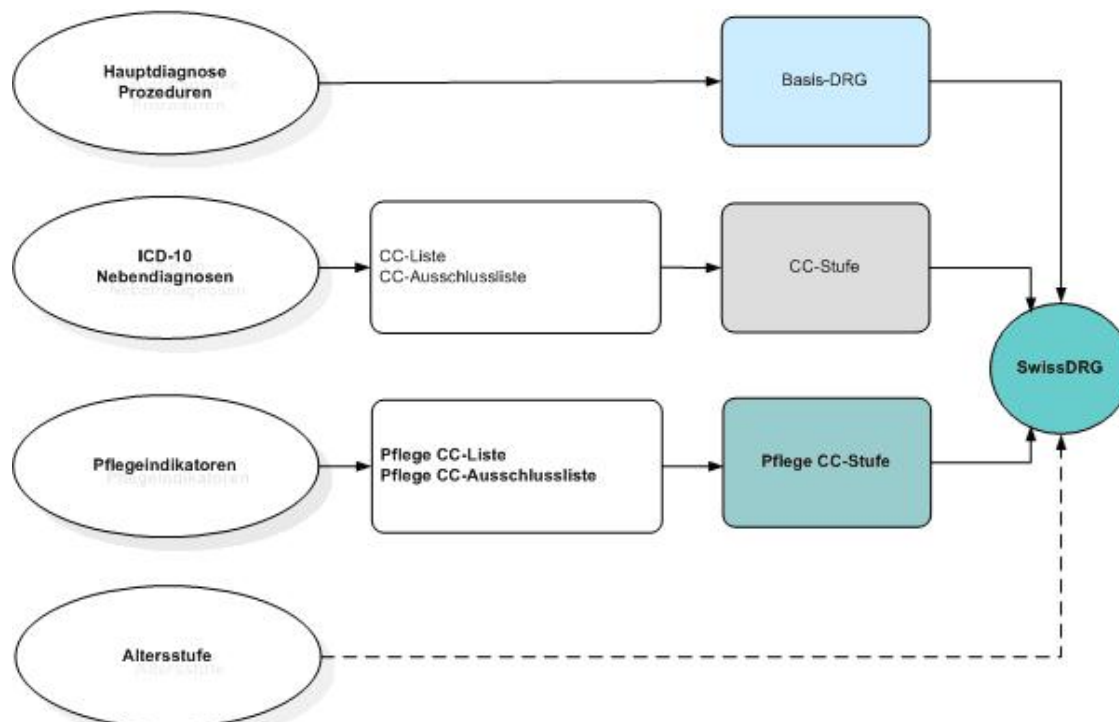 Hauptdiagnose
Prozeduren
Basis-DRG
ICD-10
Nebendiagnosen
CC-Liste
CC-Ausschlussliste
CC-Stufe
SwissDRG
Pflegeindikatoren
Pflege CC-Liste
Pflege CC-Ausschlussliste
Pflege CC-Stufe
Altersstufe